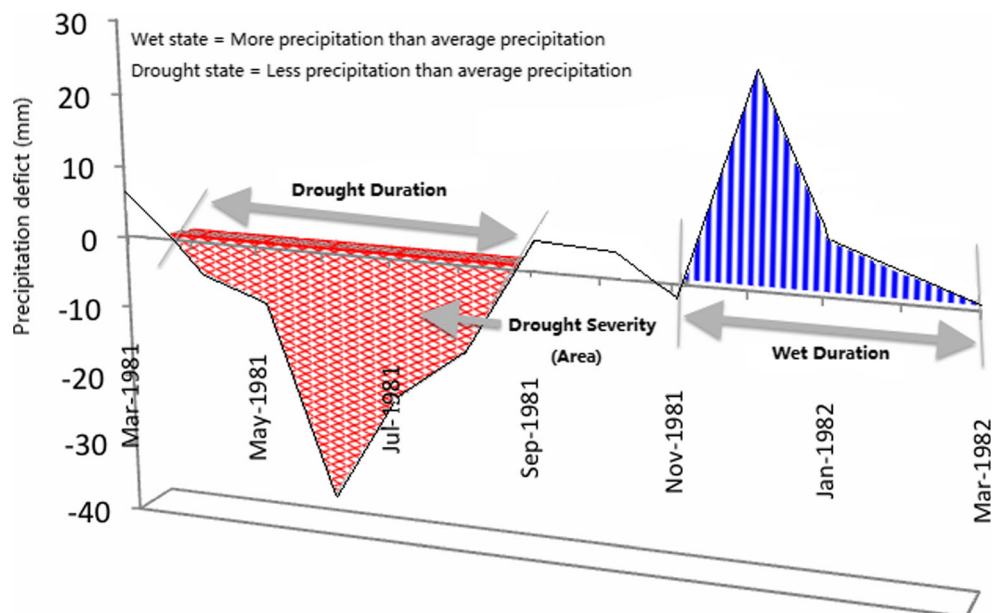 30
Wet state = More precipitation than average precipitation
Drought state = Less precipitation than average precipitation
20
10
0
-10
-20
-30
-40
Precipitation defict (mm)
Drought Duration
Drought Severity
(Area)
Wet Duration
Mar-1981
May-1981
Jul-1981
Sep-1981
Nov-1981
Jan-1982
Mar-1982